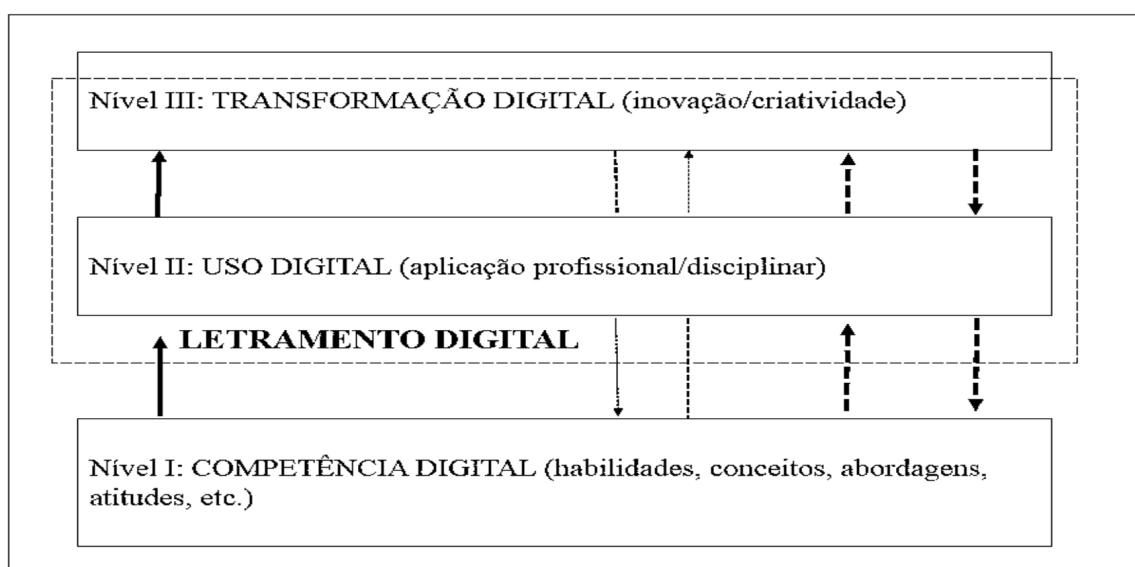 Nível III: TRANSFORMAÇÃO DIGITAL (inovação/criatividade)
Nível II: USO DIGITAL (aplicação profissional/disciplinar)
LETRAMENTO DIGITAL
Nível I: COMPETÊNCIA DIGITAL (habilidades, conceitos, abordagens,
atitudes, etc.)